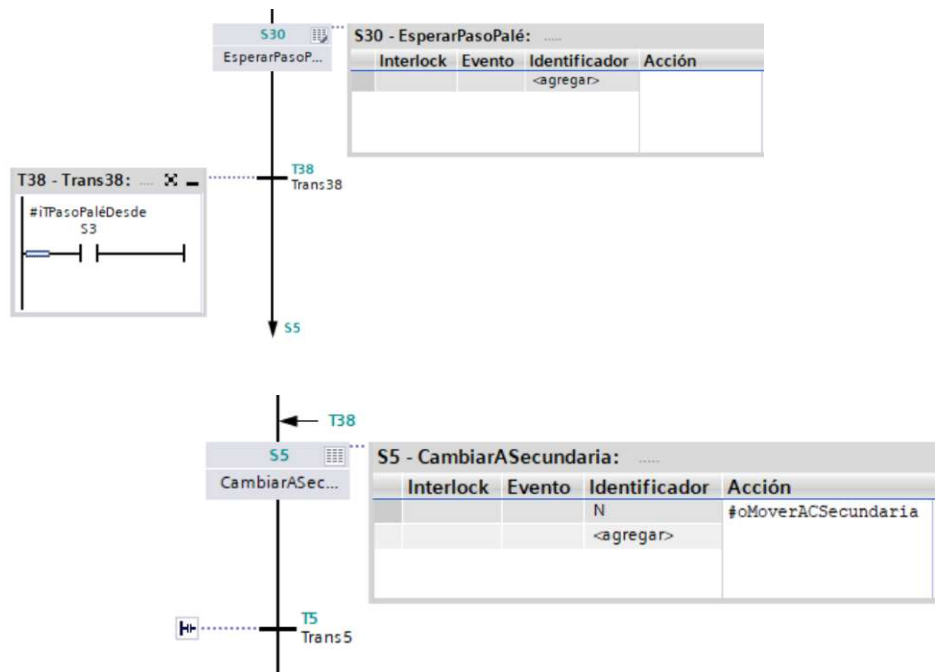 S30
EsperarPasoP...
S30 - EsperarPasoPalé: .....
Interlock Evento Identificador Acción
<agregar>
T38 - Trans38: ....
#iTPasoPaléDesde
S3
T38
Trans38
S5
T38
S5
CambiarASec...
S5 - CambiarASecundaria: .....
Interlock Evento Identificador Acción
N #oMoverACSecundaria
<agregar>
T5
Trans5